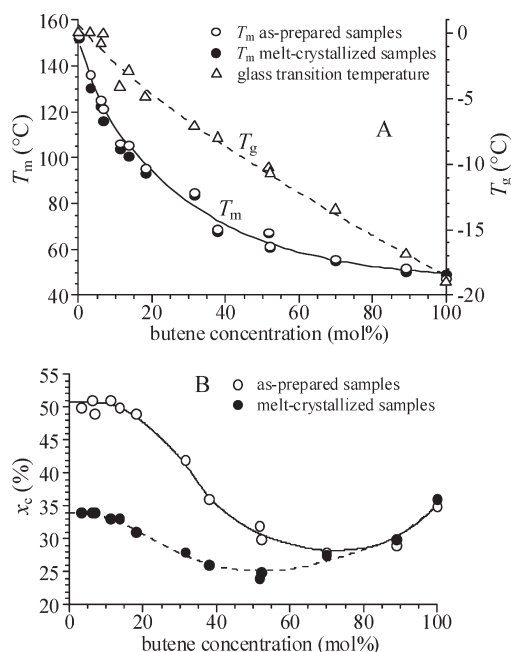 160
140
120
100
80
60
40
Tm (°C)
Tm as-prepared samples
Tm melt-crystallized samples
glass transition temperature
A
Tg
Tm
0
-5
-10
-15
-20
Tg (°C)
0 20 40 60 80 100
butene concentration (mol%)
55
50
45
40
35
30
25
20
xc (%)
B
as-prepared samples
melt-crystallized samples
0 20 40 60 80 100
butene concentration (mol%)